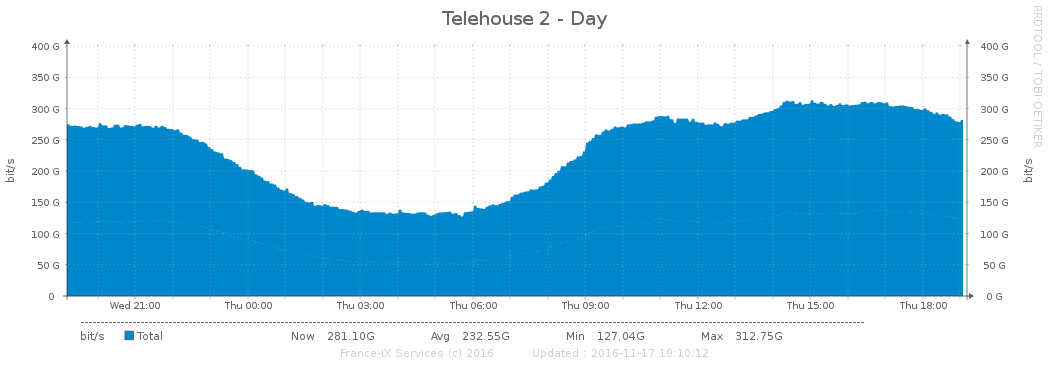 Telehouse 2 - Day
RRDTOOL / TOBI OETIKER
400 G 400 G
350 G 350 G
300 G 300 G
250 G 250 G
200 G 200 G
150 G 150 G
100 G 100 G
50 G 50 G
0 0 G
bit/s
bit/s
Wed 21:00 Thu 00:00 Thu 03:00 Thu 06:00 Thu 09:00 Thu 12:00 Thu 15:00 Thu 18:00
bit/s Total Now 281.10G Avg 232.55G Min 127.04G Max 312.75G
France-IX Services (c) 2016 Updated : 2016-11-17 19:10:12